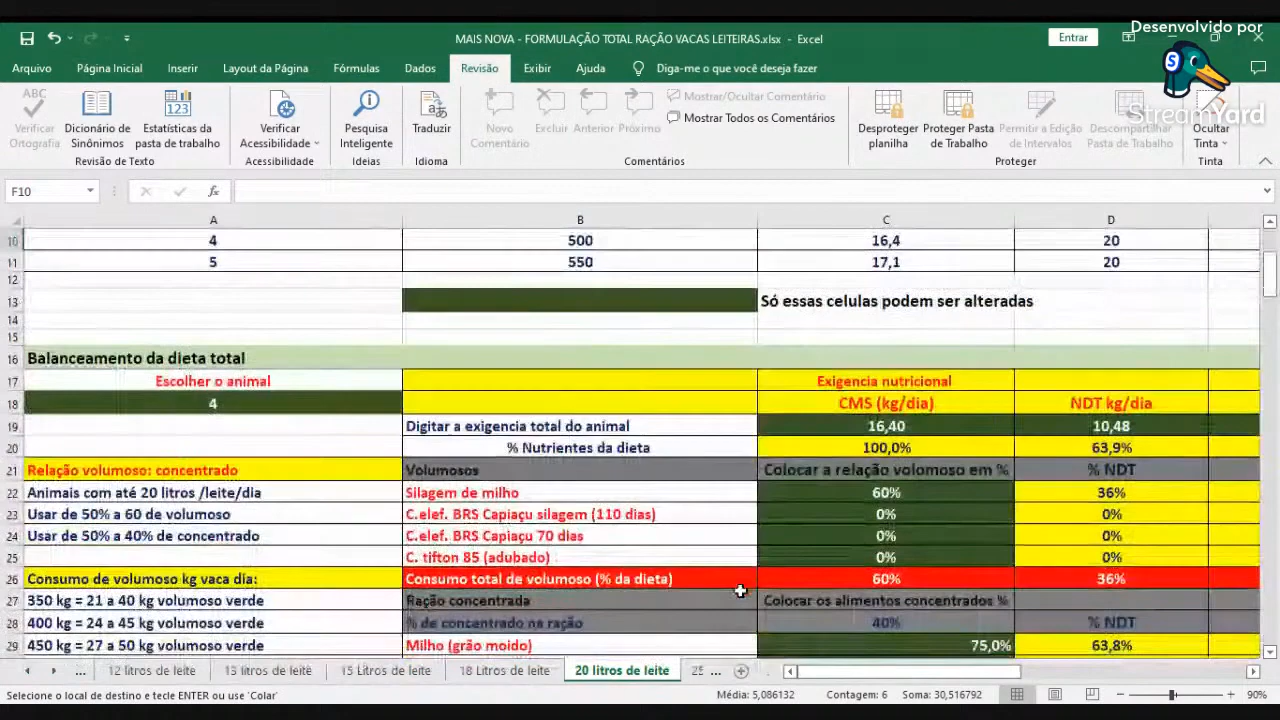 Desenvolvido por
StreamYard
MAIS NOVA - FORMULAÇÃO TOTAL RAÇÃO VACAS LEITEIRAS.xlsx - Excel
Entrar
Arquivo Página Inicial Inserir Layout da Página Fórmulas Dados Revisão Exibir Ajuda Diga-me o que você deseja fazer
Verificar Ortografia
Dicionário de Sinônimos
Estatísticas da pasta de trabalho
Verificar Acessibilidade
Pesquisa Inteligente
Traduzir
Novo Comentário
Excluir
Anterior
Próximo
Mostrar/Ocultar Comentário
Mostrar Todos os Comentários
Desproteger planilha
Proteger Pasta de Trabalho
Permitir a Edição de Intervalos
Descompartilhar Pasta de Trabalho
Ocultar Tinta
Revisão de Texto Acessibilidade Ideias Idioma Comentários Proteger Tinta
F10 fx
A B C D
10 4 500 16,4 20
11 5 550 17,1 20
12
13 Só essas celulas podem ser alteradas
14
15
16 Balanceamento da dieta total
17 Escolher o animal Exigencia nutricional
18 4 CMS (kg/dia) NDT kg/dia
19 Digitar a exigencia total do animal 16,40 10,48
20 % Nutrientes da dieta 100,0% 63,9%
21 Relação volumoso: concentrado Volumosos Colocar a relação volomoso em % % NDT
22 Animais com até 20 litros /leite/dia Silagem de milho 60% 36%
23 Usar de 50% a 60 de volumoso C.elef. BRS Capiaçu silagem (110 dias) 0% 0%
24 Usar de 50% a 40% de concentrado C.elef. BRS Capiaçu 70 dias 0% 0%
25 C. tifton 85 (adubado) 0% 0%
26 Consumo de volumoso kg vaca dia: Consumo total de volumoso (% da dieta) 60% 36%
27 350 kg = 21 a 40 kg volumoso verde Ração concentrada Colocar os alimentos concentrados %
28 400 kg = 24 a 45 kg volumoso verde % de concentrado na ração 40% % NDT
29 450 kg = 27 a 50 kg volumoso verde Milho (grão moido) 75,0% 63,8%
... 12 litros de leite 13 litros de leite 15 Litros de leite 18 Litros de leite 20 litros de leite 25 ...
Selecione o local de destino e tecle ENTER ou use 'Colar' Média: 5,086132 Contagem: 6 Soma: 30,516792 90%